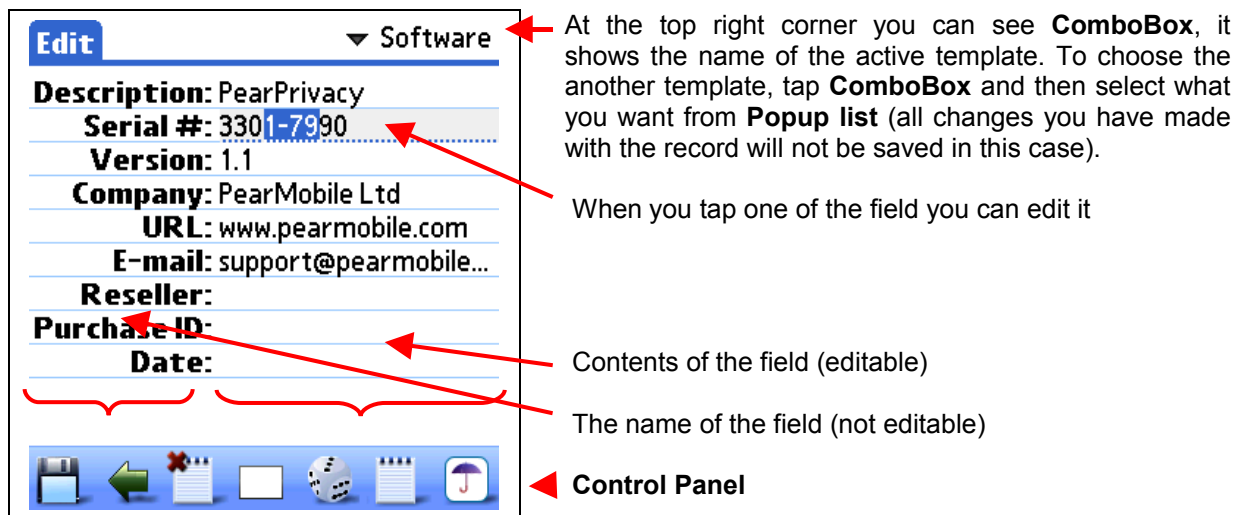 Edit
Software
Description: PearPrivacy
Serial #: 3301-7990
Version: 1.1
Company: PearMobile Ltd
URL: www.pearmobile.com
E-mail: support@pearmobile...
Reseller:
Purchase ID:
Date:
At the top right corner you can see ComboBox, it
shows the name of the active template. To choose the
another template, tap ComboBox and then select what
you want from Popup list (all changes you have made
with the record will not be saved in this case).
When you tap one of the field you can edit it
Contents of the field (editable)
The name of the field (not editable)
Control Panel